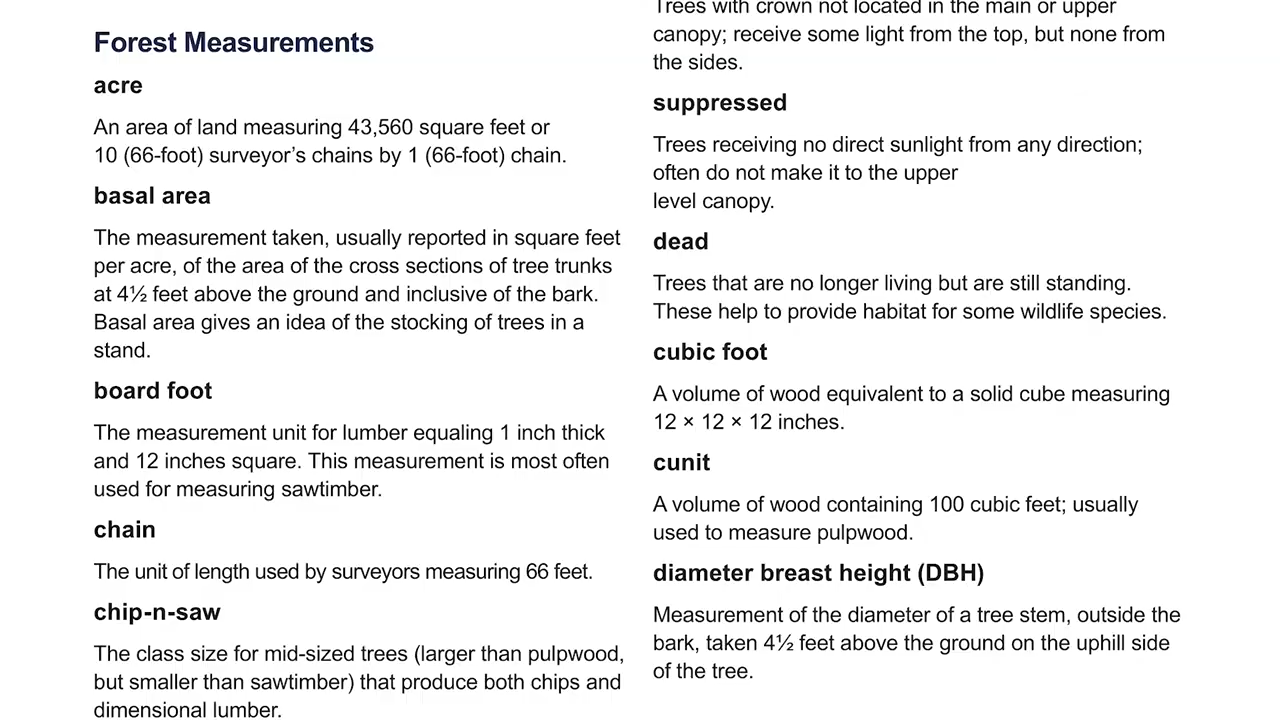 Forest Measurements
acre
An area of land measuring 43,560 square feet or
10 (66-foot) surveyor’s chains by 1 (66-foot) chain.
basal area
The measurement taken, usually reported in square feet
per acre, of the area of the cross sections of tree trunks
at 4½ feet above the ground and inclusive of the bark.
Basal area gives an idea of the stocking of trees in a
stand.
board foot
The measurement unit for lumber equaling 1 inch thick
and 12 inches square. This measurement is most often
used for measuring sawtimber.
chain
The unit of length used by surveyors measuring 66 feet.
chip-n-saw
The class size for mid-sized trees (larger than pulpwood,
but smaller than sawtimber) that produce both chips and
dimensional lumber.
Trees with crown not located in the main or upper
canopy; receive some light from the top, but none from
the sides.
suppressed
Trees receiving no direct sunlight from any direction;
often do not make it to the upper
level canopy.
dead
Trees that are no longer living but are still standing.
These help to provide habitat for some wildlife species.
cubic foot
A volume of wood equivalent to a solid cube measuring
12 × 12 × 12 inches.
cunit
A volume of wood containing 100 cubic feet; usually
used to measure pulpwood.
diameter breast height (DBH)
Measurement of the diameter of a tree stem, outside the
bark, taken 4½ feet above the ground on the uphill side
of the tree.